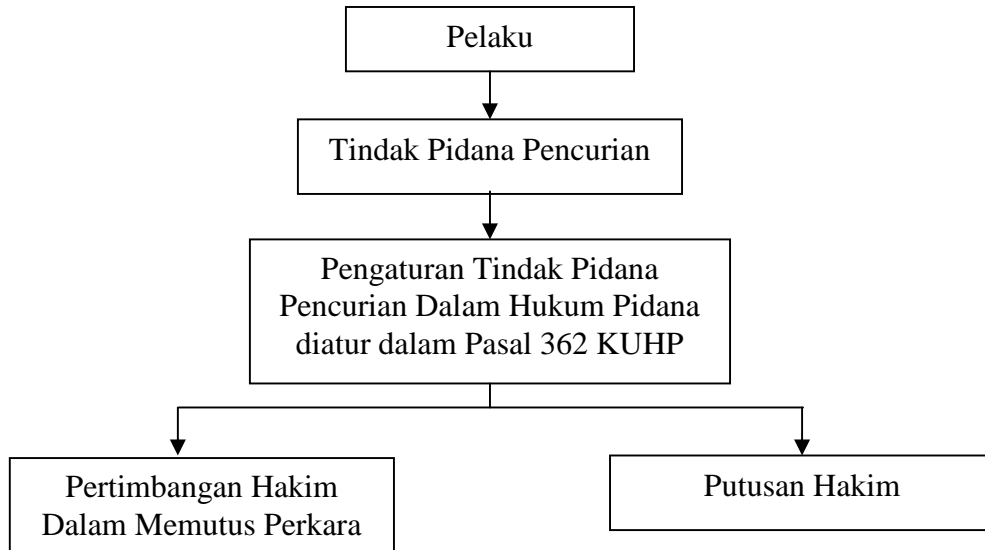 Pelaku
Tindak Pidana Pencurian
Pengaturan Tindak Pidana
Pencurian Dalam Hukum Pidana
diatur dalam Pasal 362 KUHP
Pertimbangan Hakim
Dalam Memutus Perkara
Putusan Hakim